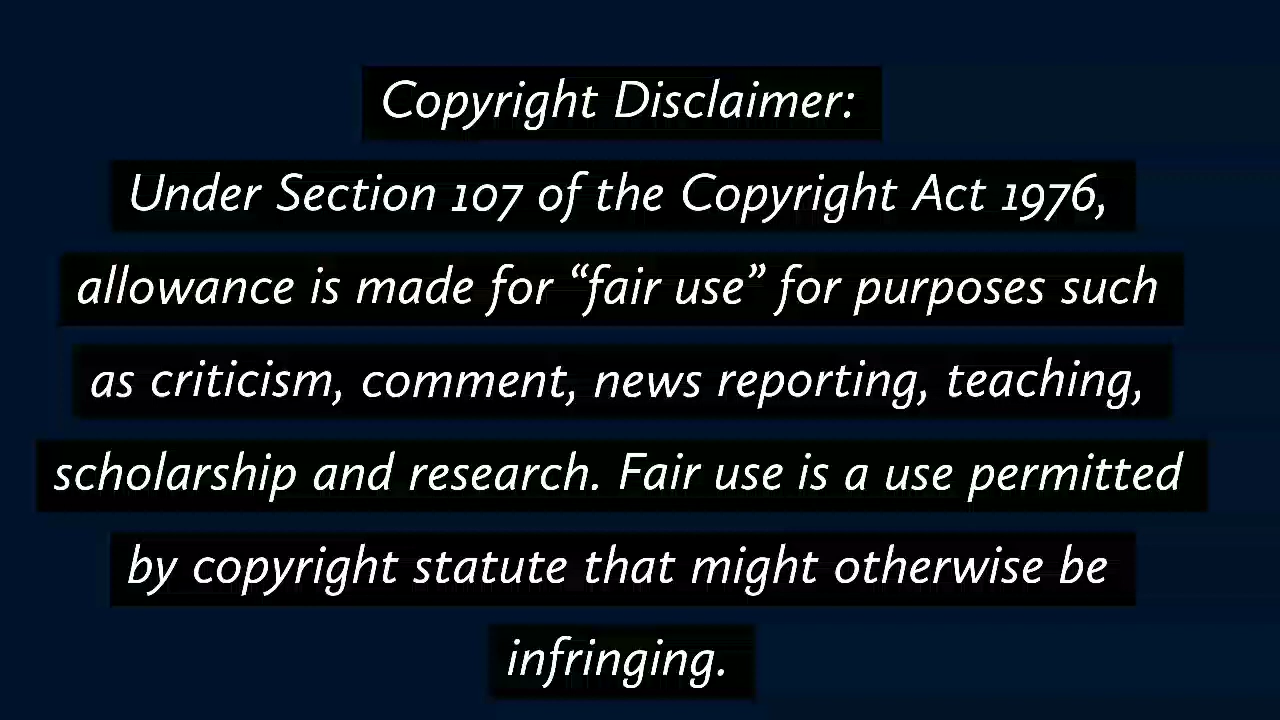 Copyright Disclaimer:
Under Section 107 of the Copyright Act 1976,
allowance is made for “fair use” for purposes such
as criticism, comment, news reporting, teaching,
scholarship and research. Fair use is a use permitted
by copyright statute that might otherwise be
infringing.